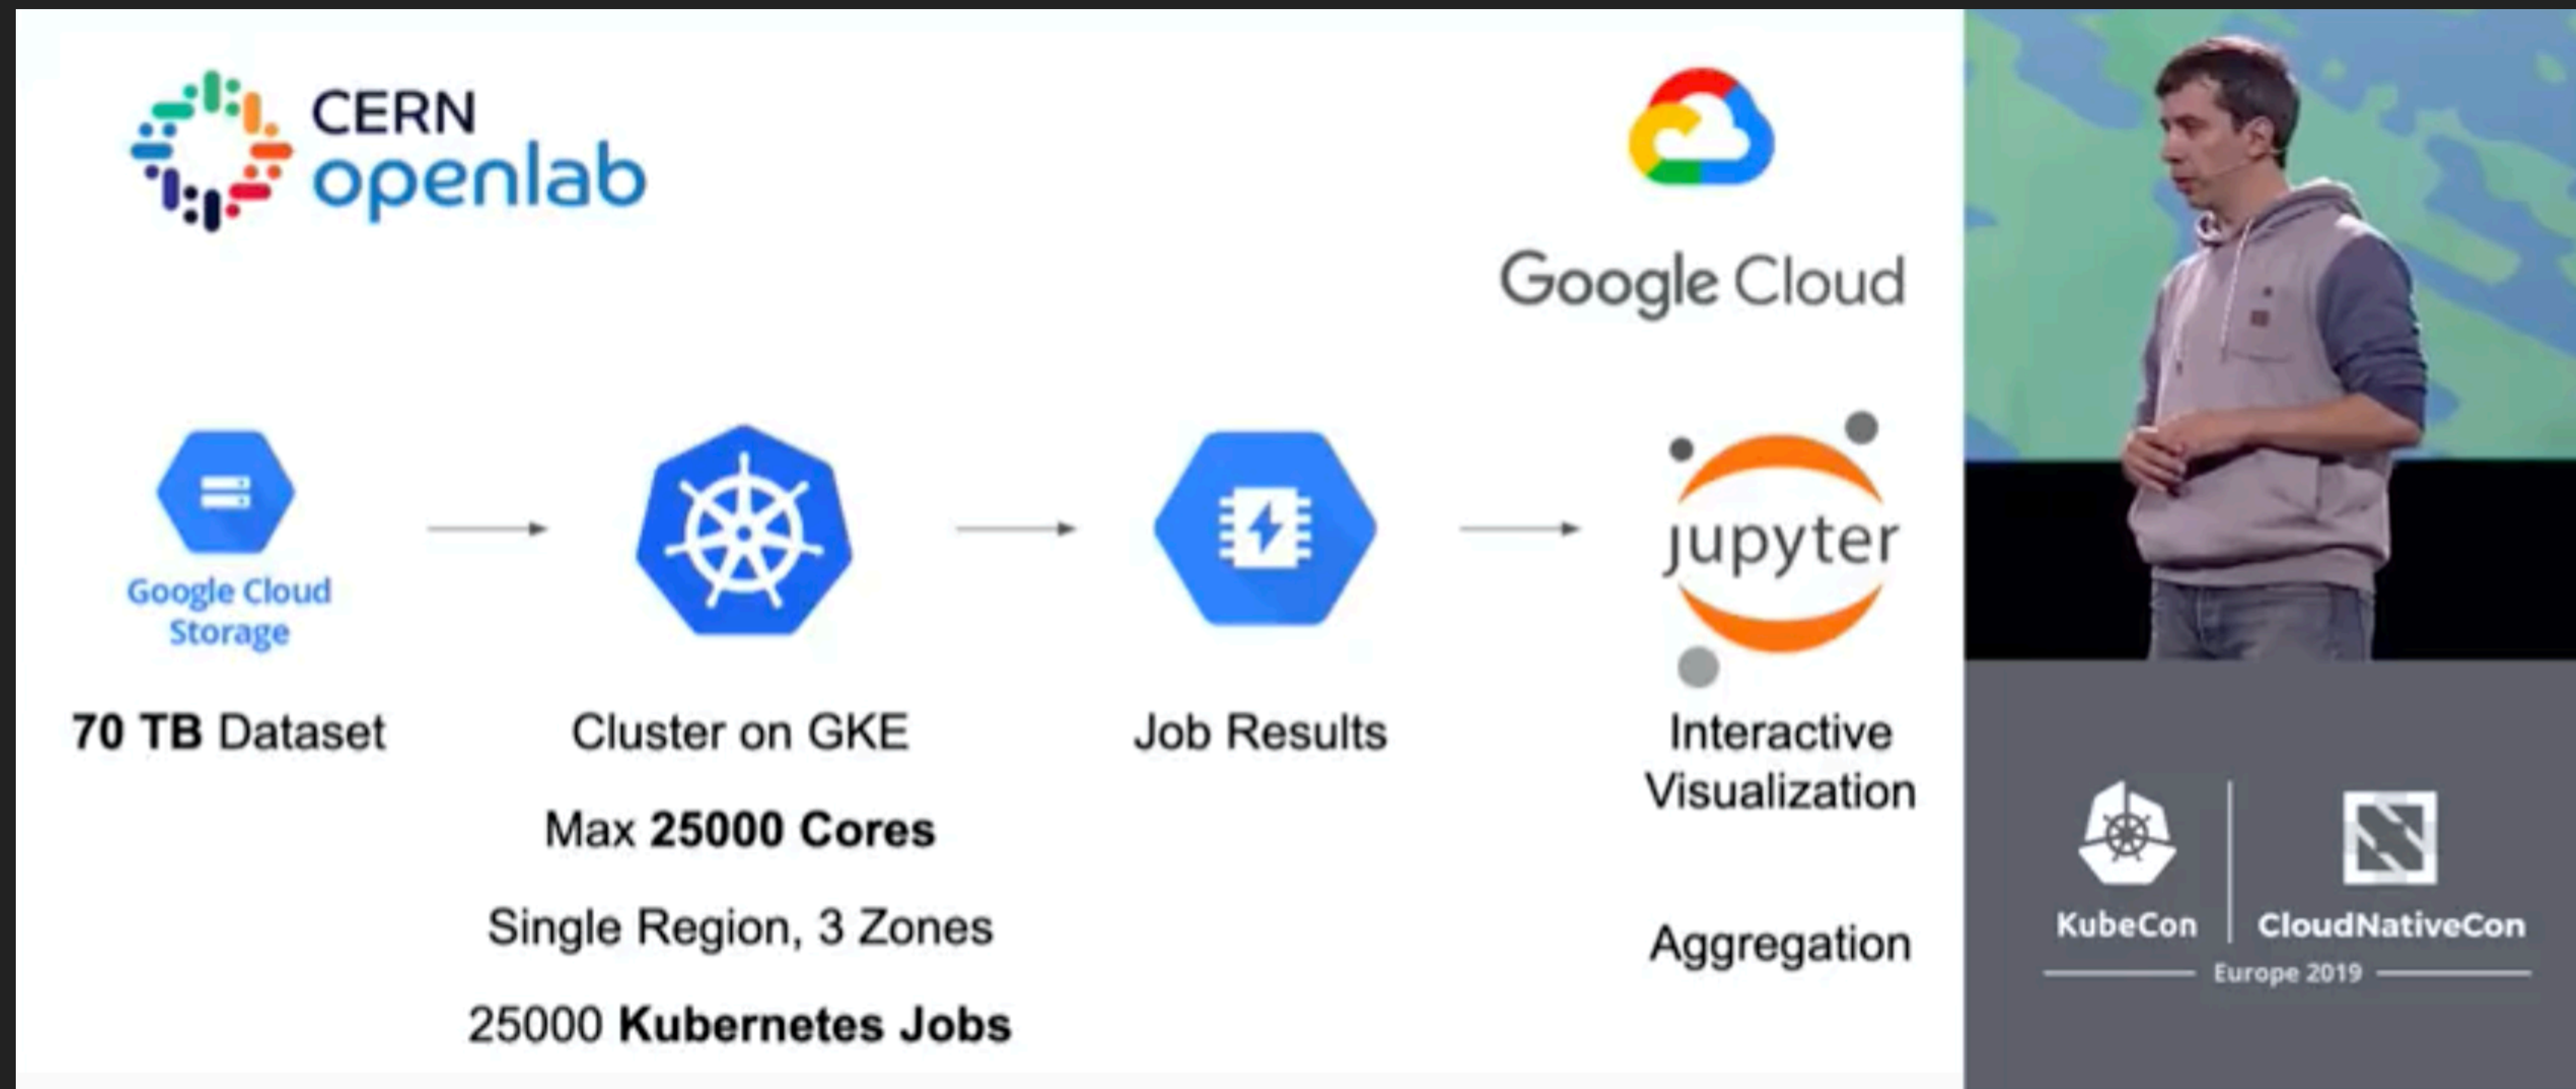 CERN
openlab
Google Cloud
Google Cloud
Storage
jupyter
70 TB Dataset
Cluster on GKE
Max 25000 Cores
Single Region, 3 Zones
25000 Kubernetes Jobs
Job Results
Interactive
Visualization
Aggregation
KubeCon
CloudNativeCon
Europe 2019